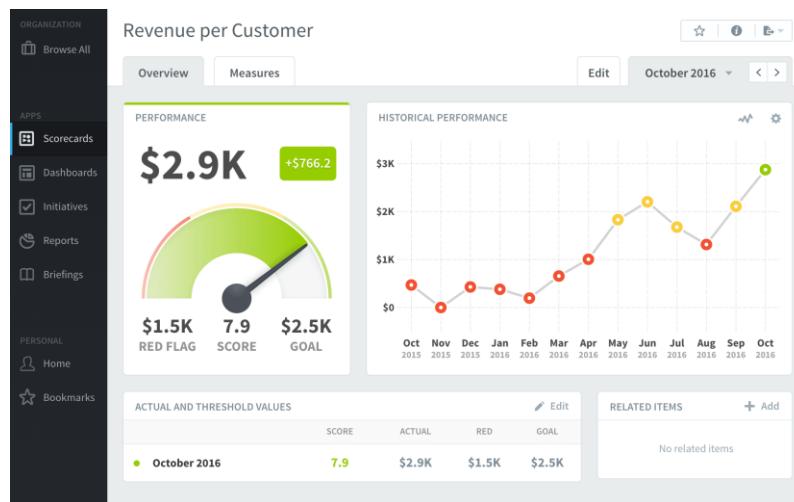 ORGANIZATION
Browse All
APPS
Scorecards
Dashboards
Initiatives
Reports
Briefings
PERSONAL
Home
Bookmarks
Revenue per Customer
Overview
Measures
Edit
October 2016
PERFORMANCE
$2.9K
+$766.2
$1.5K
RED FLAG
7.9
SCORE
$2.5K
GOAL
HISTORICAL PERFORMANCE
$3K
$2K
$1K
$0
Oct Nov Dec Jan Feb Mar Apr May Jun Jul Aug Sep Oct
2015 2015 2015 2016 2016 2016 2016 2016 2016 2016 2016 2016 2016
ACTUAL AND THRESHOLD VALUES
Edit
SCORE ACTUAL RED GOAL
October 2016 7.9 $2.9K $1.5K $2.5K
RELATED ITEMS
Add
No related items